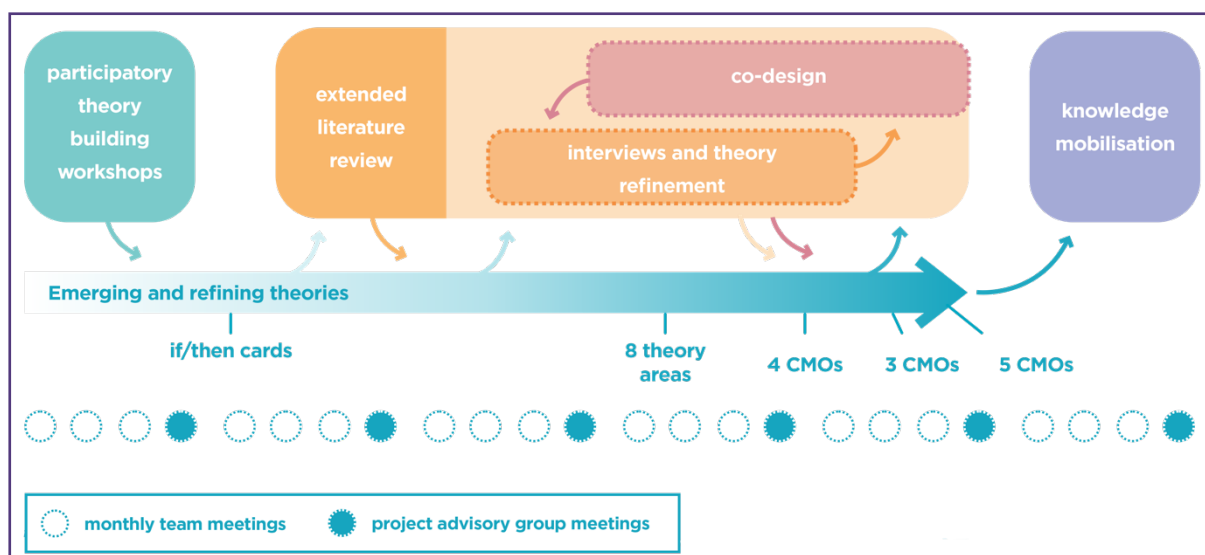 participatory
theory
building
workshops
extended
literature
review
co-design
interviews and theory
refinement
knowledge
mobilisation
Emerging and refining theories
if/then cards
8 theory
areas
4 CMOs
3 CMOs
5 CMOs
monthly team meetings
project advisory group meetings